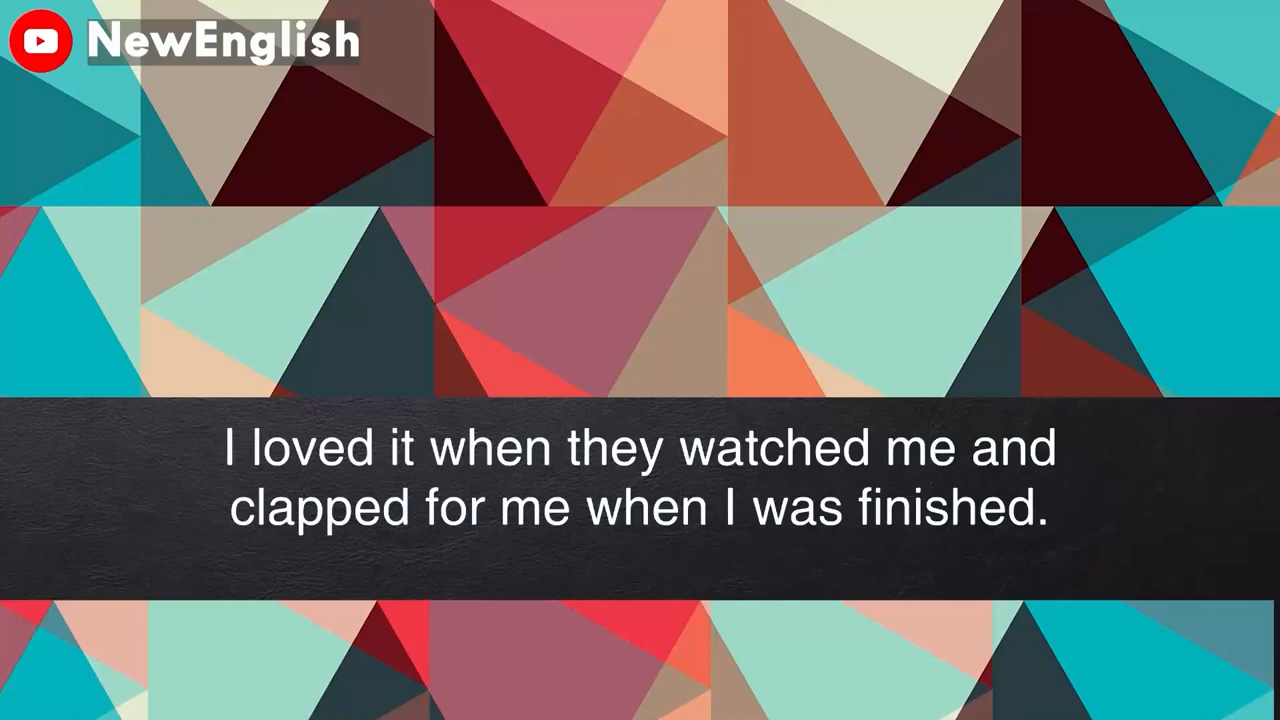 NewEnglish
I loved it when they watched me and
clapped for me when I was finished.